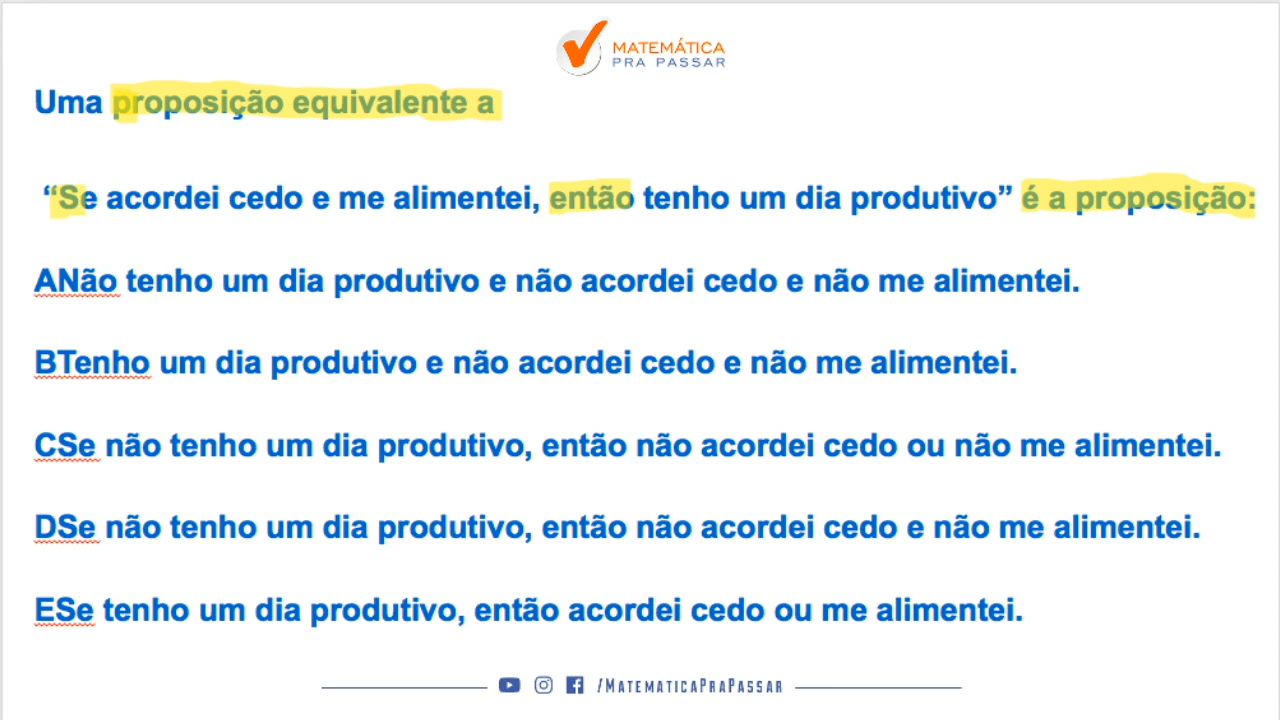 MATEMÁTICA
PRA PASSAR
Uma proposição equivalente a
“Se acordei cedo e me alimentei, então tenho um dia produtivo” é a proposição:
ANão tenho um dia produtivo e não acordei cedo e não me alimentei.
BTenho um dia produtivo e não acordei cedo e não me alimentei.
CSe não tenho um dia produtivo, então não acordei cedo ou não me alimentei.
DSe não tenho um dia produtivo, então não acordei cedo e não me alimentei.
ESe tenho um dia produtivo, então acordei cedo ou me alimentei.
/MATEMATICAPRAPASSAR